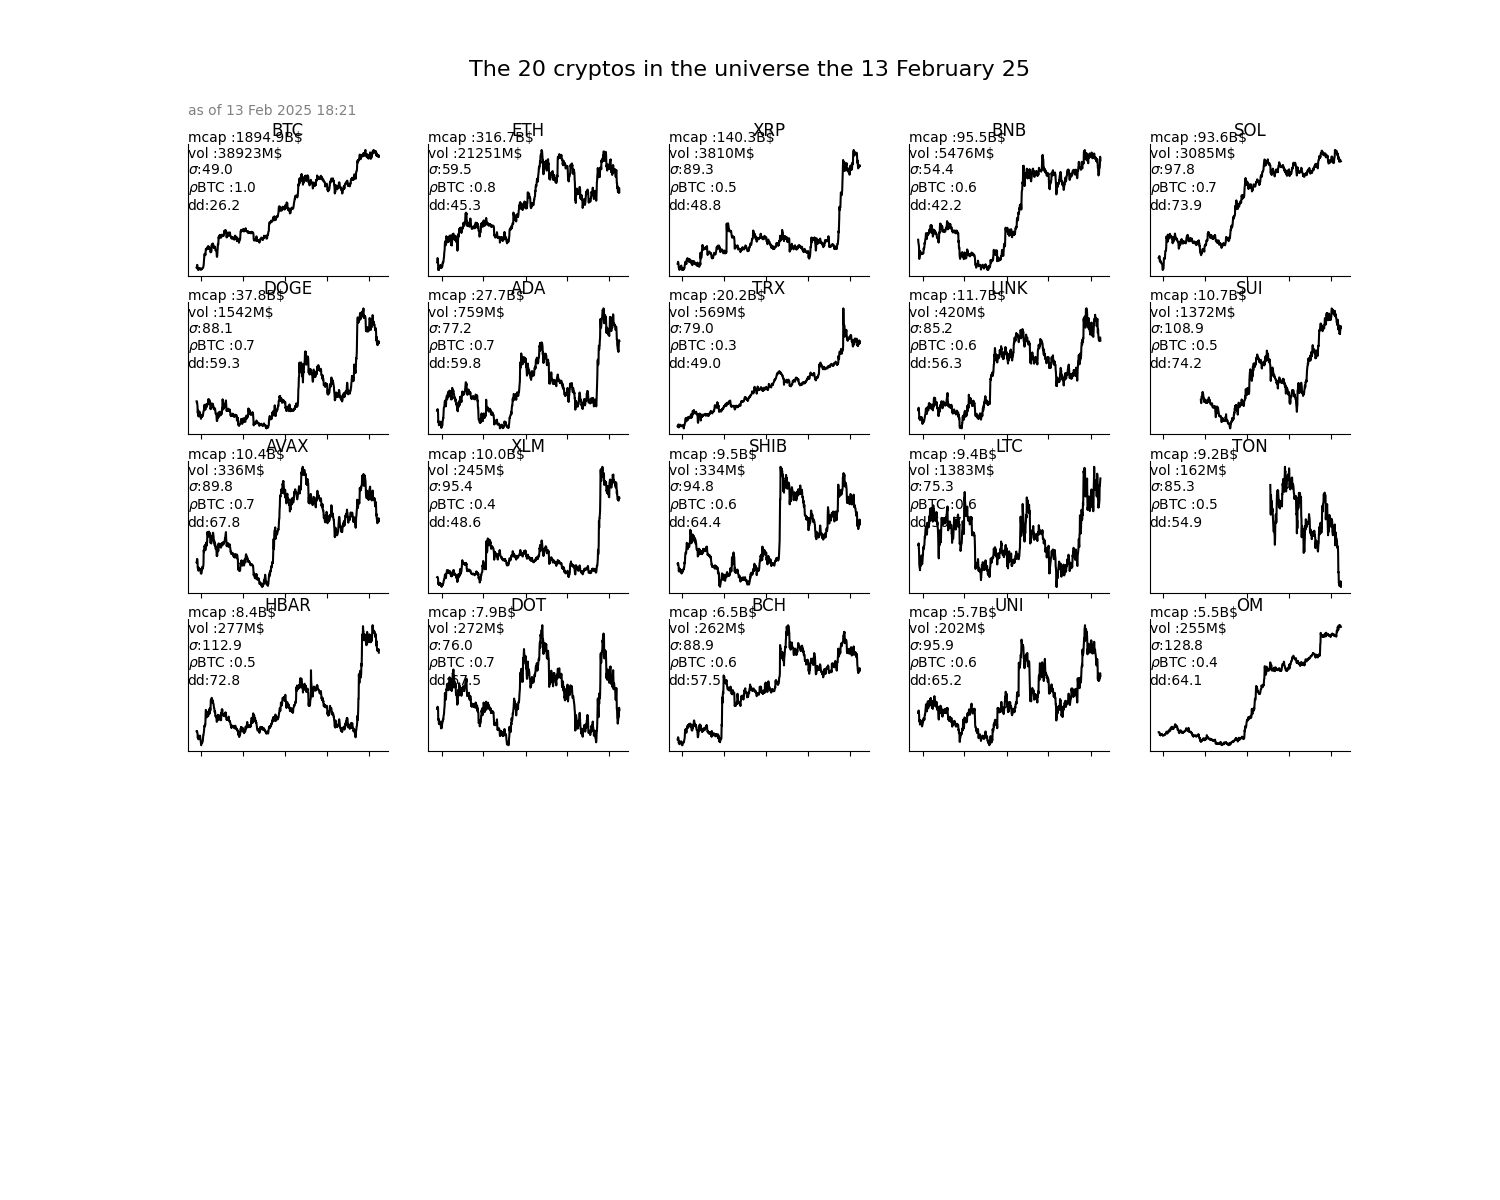 The 20 cryptos in the universe the 13 February 25
as of 13 Feb 2025 18:21
BTC
mcap :1894.9B$
vol :38923M$
σ:49.0
ρBTC :1.0
dd:26.2
ETH
mcap :316.7B$
vol :21251M$
σ:59.5
ρBTC :0.8
dd:45.3
XRP
mcap :140.3B$
vol :3810M$
σ:89.3
ρBTC :0.5
dd:48.8
BNB
mcap :95.5B$
vol :5476M$
σ:54.4
ρBTC :0.6
dd:42.2
SOL
mcap :93.6B$
vol :3085M$
σ:97.8
ρBTC :0.7
dd:73.9
DOGE
mcap :37.8B$
vol :1542M$
σ:88.1
ρBTC :0.7
dd:59.3
ADA
mcap :27.7B$
vol :759M$
σ:77.2
ρBTC :0.7
dd:59.8
TRX
mcap :20.2B$
vol :569M$
σ:79.0
ρBTC :0.3
dd:49.0
LINK
mcap :11.7B$
vol :420M$
σ:85.2
ρBTC :0.6
dd:56.3
SUI
mcap :10.7B$
vol :1372M$
σ:108.9
ρBTC :0.5
dd:74.2
AVAX
mcap :10.4B$
vol :336M$
σ:89.8
ρBTC :0.7
dd:67.8
XLM
mcap :10.0B$
vol :245M$
σ:95.4
ρBTC :0.4
dd:48.6
SHIB
mcap :9.5B$
vol :334M$
σ:94.8
ρBTC :0.6
dd:64.4
LTC
mcap :9.4B$
vol :1383M$
σ:75.3
ρBTC :0.6
TON
mcap :9.2B$
vol :162M$
σ:85.3
ρBTC :0.5
dd:54.9
HBAR
mcap :8.4B$
vol :277M$
σ:112.9
ρBTC :0.5
dd:72.8
DOT
mcap :7.9B$
vol :272M$
σ:76.0
ρBTC :0.7
dd:57.5
BCH
mcap :6.5B$
vol :262M$
σ:88.9
ρBTC :0.6
dd:57.5
UNI
mcap :5.7B$
vol :202M$
σ:95.9
ρBTC :0.6
dd:65.2
OM
mcap :5.5B$
vol :255M$
σ:128.8
ρBTC :0.4
dd:64.1